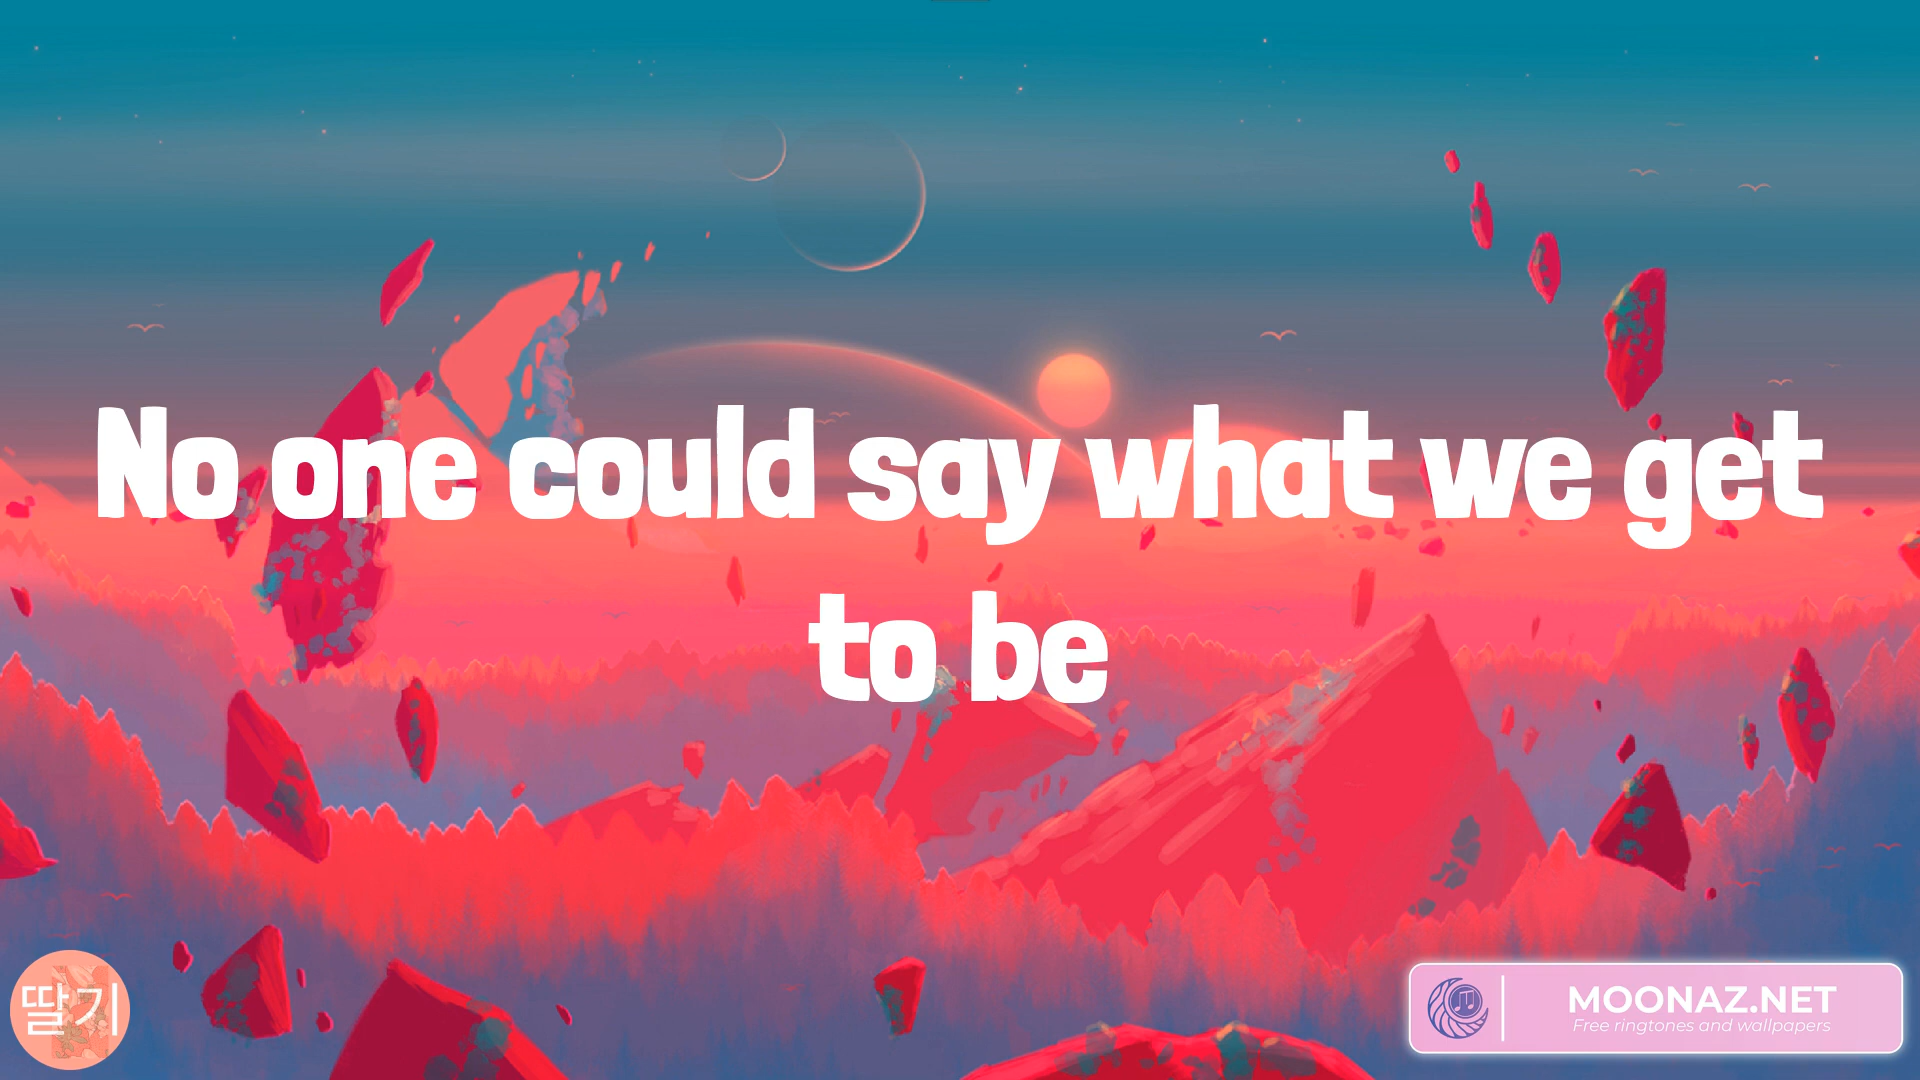 No one could say what we get
to be
딸기
MOONAZ.NET
Free ringtones and wallpapers